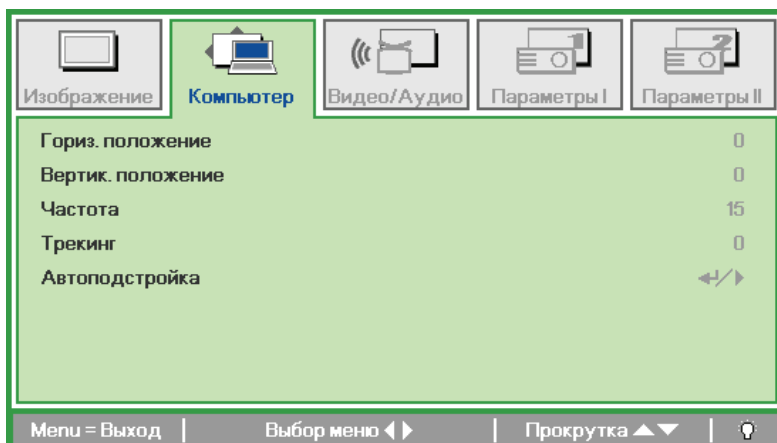 Изображение Компьютер Видео/Аудио Параметры I Параметры II
Гориз. положение 0
Вертик. положение 0
Частота 15
Трекинг 0
Автоподстройка
Menu = Выход Выбор меню Прокрутка